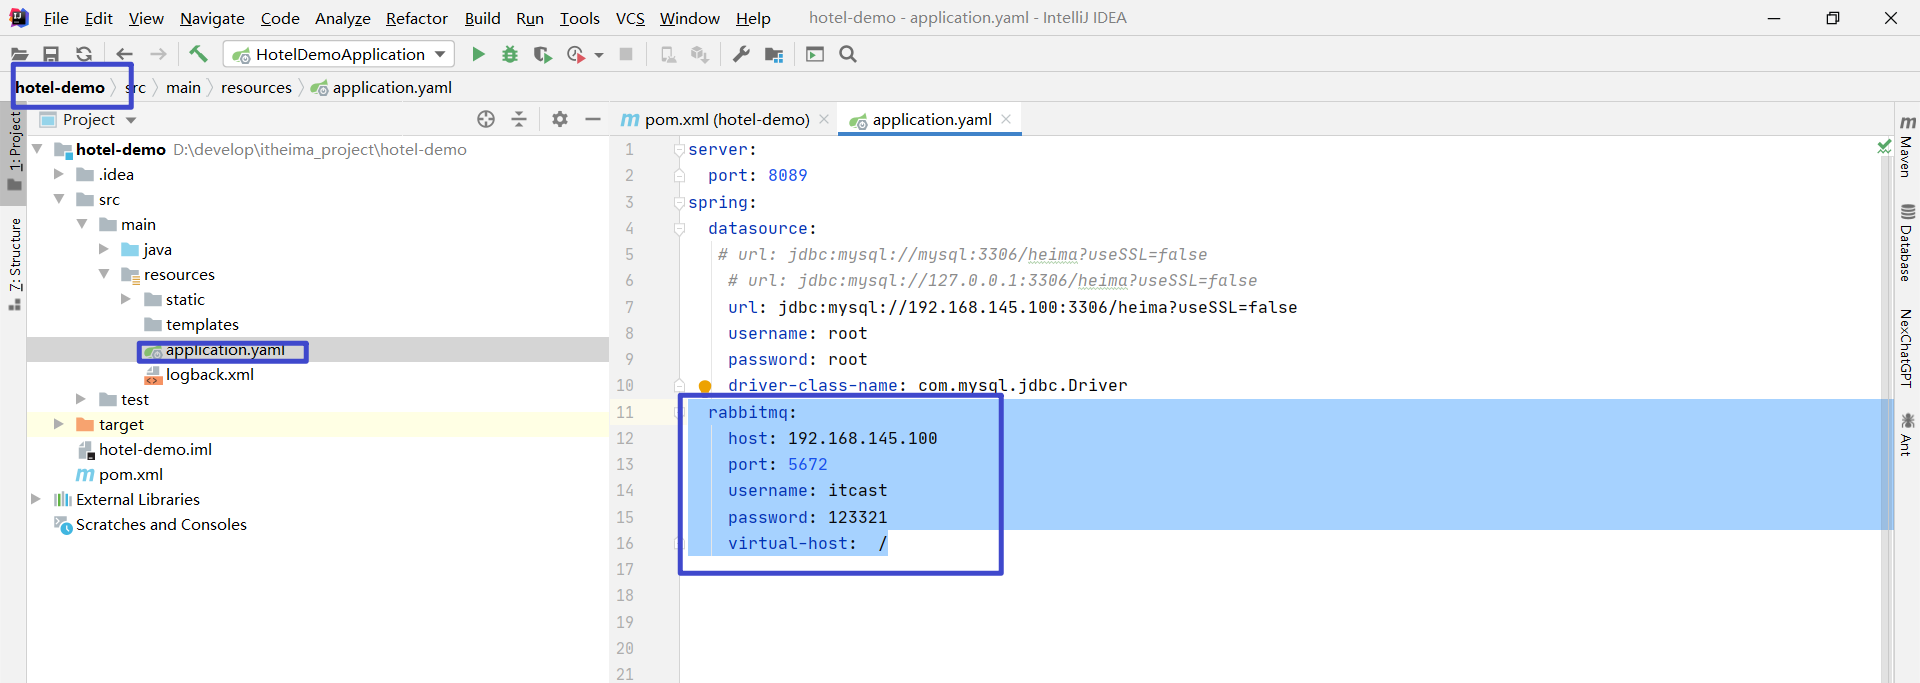 File Edit View Navigate Code Analyze Refactor Build Run Tools VCS Window Help hotel-demo - application.yaml - IntelliJ IDEA
HotelDemoApplication
hotel-demo src main resources application.yaml
1: Project
Z: Structure
Project
hotel-demo D:\develop\itheima_project\hotel-demo
.idea
src
main
java
resources
static
templates
application.yaml
logback.xml
test
target
hotel-demo.iml
pom.xml
External Libraries
Scratches and Consoles
pom.xml (hotel-demo) application.yaml
1 server:
2 port: 8089
3 spring:
4 datasource:
5 # url: jdbc:mysql://mysql:3306/heima?useSSL=false
6 # url: jdbc:mysql://127.0.0.1:3306/heima?useSSL=false
7 url: jdbc:mysql://192.168.145.100:3306/heima?useSSL=false
8 username: root
9 password: root
10 driver-class-name: com.mysql.jdbc.Driver
11 rabbitmq:
12 host: 192.168.145.100
13 port: 5672
14 username: itcast
15 password: 123321
16 virtual-host: /
17
18
19
20
21
Maven
Database
NexChatGPT
Ant